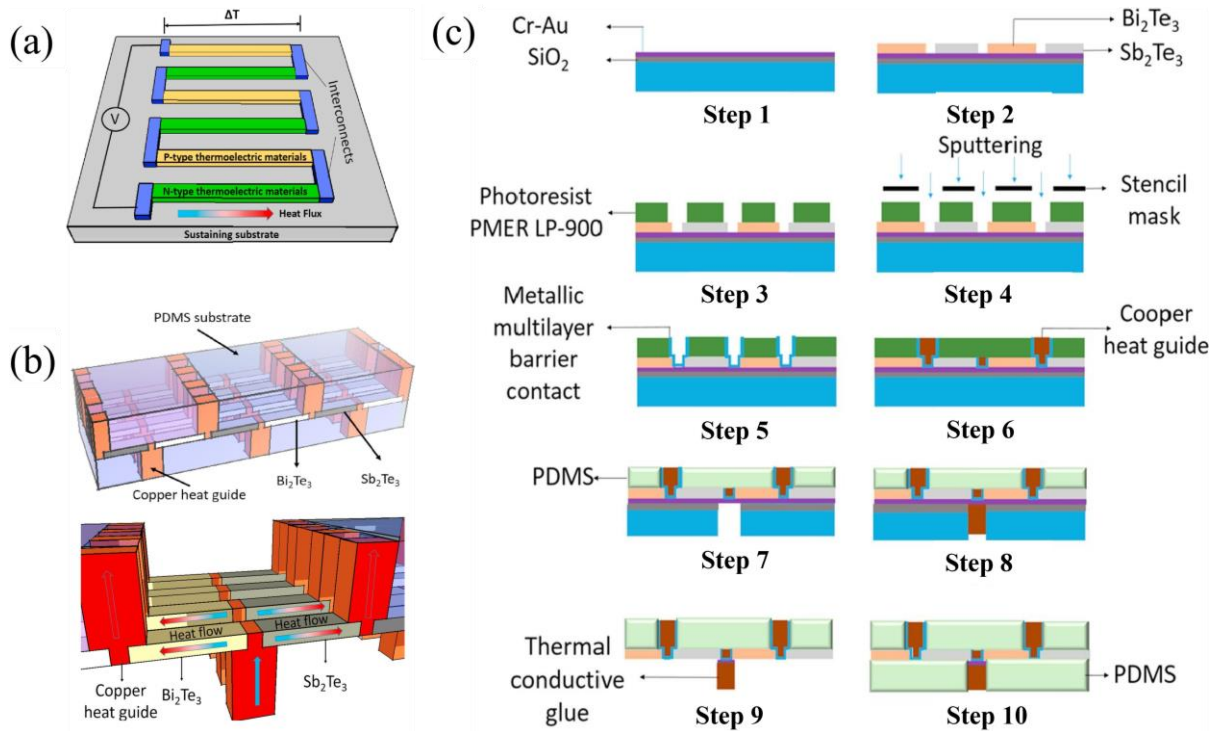 (a)
ΔT
V
Interconnects
P-type thermoelectric materials
N-type thermoelectric materials
Heat Flux
Sustaining substrate
(b)
PDMS substrate
Bi₂Te₃
Sb₂Te₃
Copper heat guide
Heat flow
Heat flow
Copper
heat guide
Bi₂Te₃
Sb₂Te₃
(c)
Cr-Au
SiO₂
Step 1
Bi₂Te₃
Sb₂Te₃
Step 2
Photoresist
PMER LP-900
Step 3
Sputtering
Stencil
mask
Step 4
Metallic
multilayer
barrier
contact
Step 5
Cooper
heat guide
Step 6
PDMS
Step 7
Step 8
Thermal
conductive
glue
Step 9
PDMS
Step 10